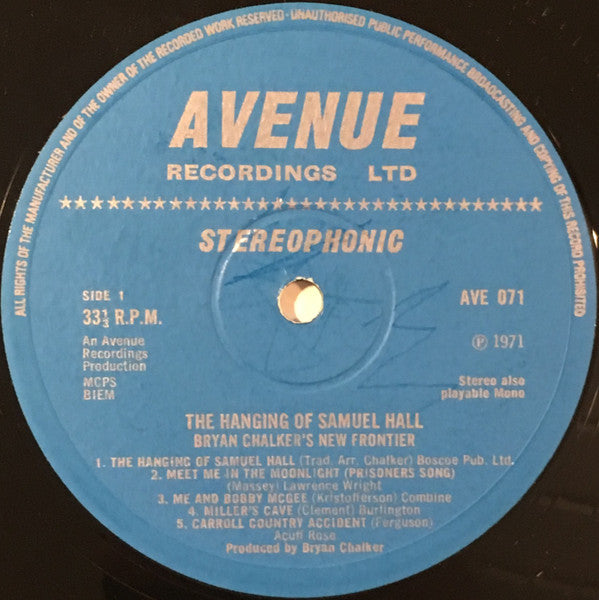 ALL RIGHTS OF THE MANUFACTURER AND OF THE OWNER OF THE RECORDED WORK RESERVED - UNAUTHORISED PUBLIC PERFORMANCE BROADCASTING AND COPYING OF THIS RECORD PROHIBITED
AVENUE
RECORDINGS LTD
STEREOPHONIC
SIDE 1
33⅓ R.P.M.
An Avenue
Recordings
Production
MCPS
BIEM
AVE 071
℗ 1971
Stereo also
playable Mono
THE HANGING OF SAMUEL HALL
BRYAN CHALKER'S NEW FRONTIER
1. THE HANGING OF SAMUEL HALL (Trad. Arr. Chalker) Boscoe Pub. Ltd.
2. MEET ME IN THE MOONLIGHT (PRISONERS SONG)
(Massey) Lawrence Wright
3. ME AND BOBBY MCGEE (Kristofferson) Combine
4. MILLER'S CAVE (Clement) Burlington
5. CARROLL COUNTRY ACCIDENT (Ferguson)
Acuff Rose
Produced by Bryan Chalker